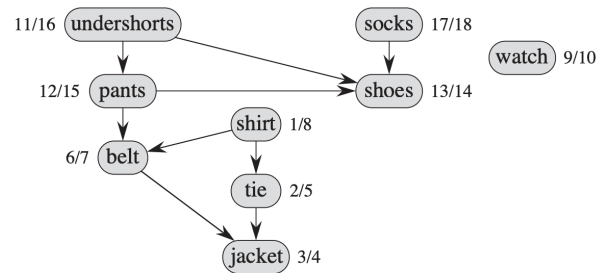 11/16 undershorts socks 17/18
watch 9/10
12/15 pants shoes 13/14
shirt 1/8
6/7 belt
tie 2/5
jacket 3/4